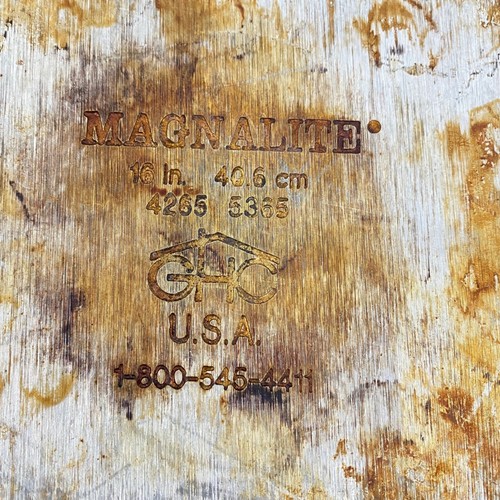 MAGNALITE
16 In. 40.6 cm
4265 5365
GHC
U.S.A.
1-800-545-4411